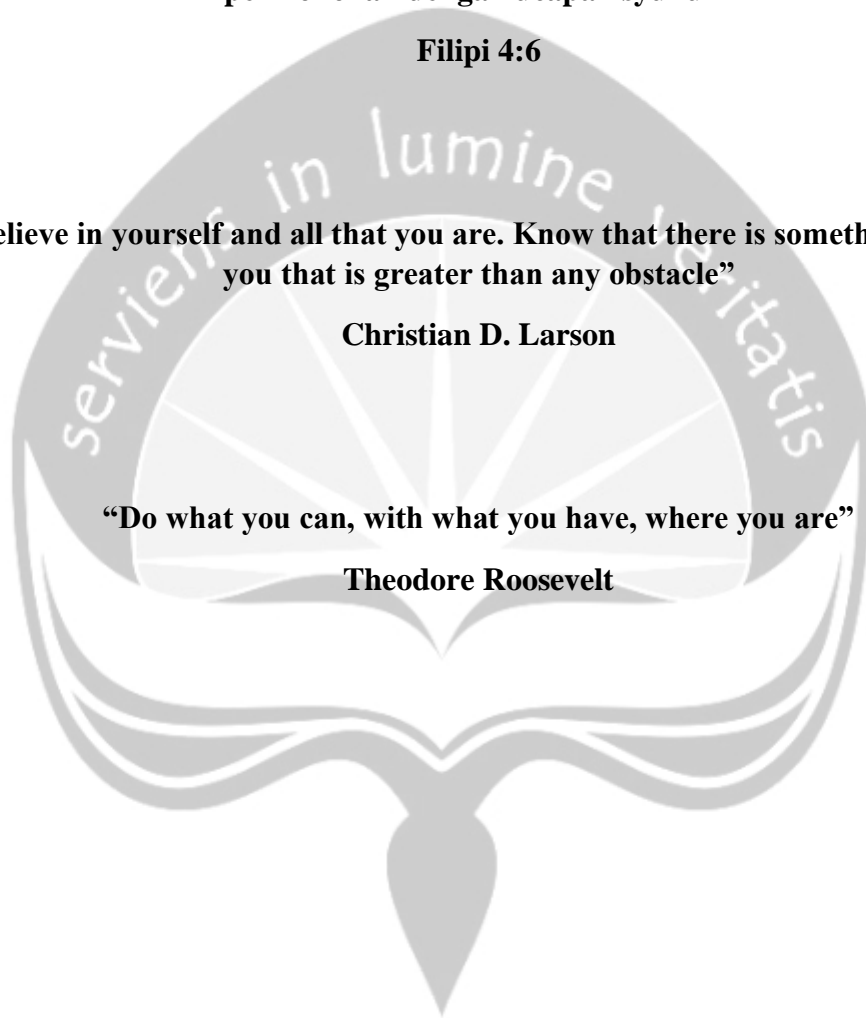 Filipi 4:6
serviens in lumine veritatis
elieve in yourself and all that you are. Know that there is someth
you that is greater than any obstacle”
Christian D. Larson
“Do what you can, with what you have, where you are”
Theodore Roosevelt